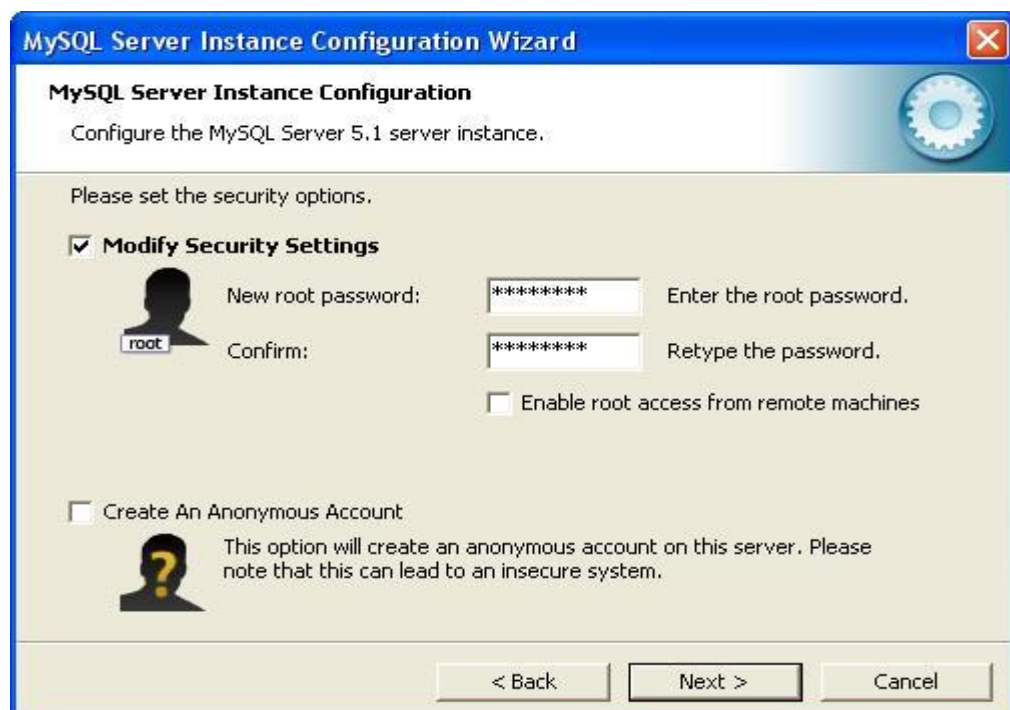 MySQL Server Instance Configuration Wizard
MySQL Server Instance Configuration
Configure the MySQL Server 5.1 server instance.
Please set the security options.
Modify Security Settings
New root password: ******** Enter the root password.
root
Confirm: ******** Retype the password.
Enable root access from remote machines
Create An Anonymous Account
?
This option will create an anonymous account on this server. Please
note that this can lead to an insecure system.
< Back Next > Cancel